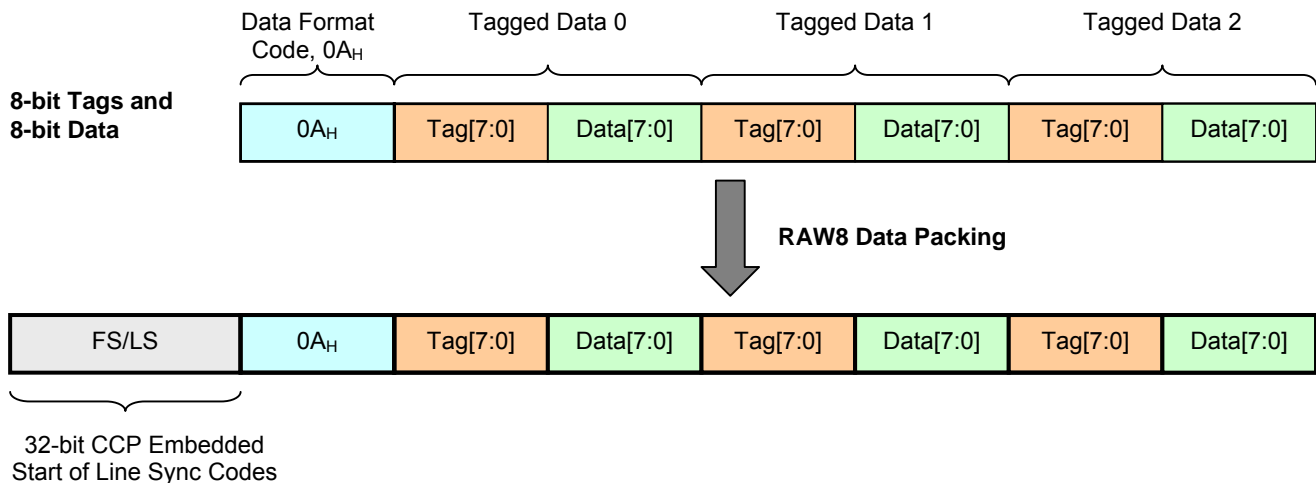 Data Format
Code, 0AH
Tagged Data 0
Tagged Data 1
Tagged Data 2
8-bit Tags and
8-bit Data
0AH
Tag[7:0]
Data[7:0]
Tag[7:0]
Data[7:0]
Tag[7:0]
Data[7:0]
RAW8 Data Packing
FS/LS
0AH
Tag[7:0]
Data[7:0]
Tag[7:0]
Data[7:0]
Tag[7:0]
Data[7:0]
32-bit CCP Embedded
Start of Line Sync Codes